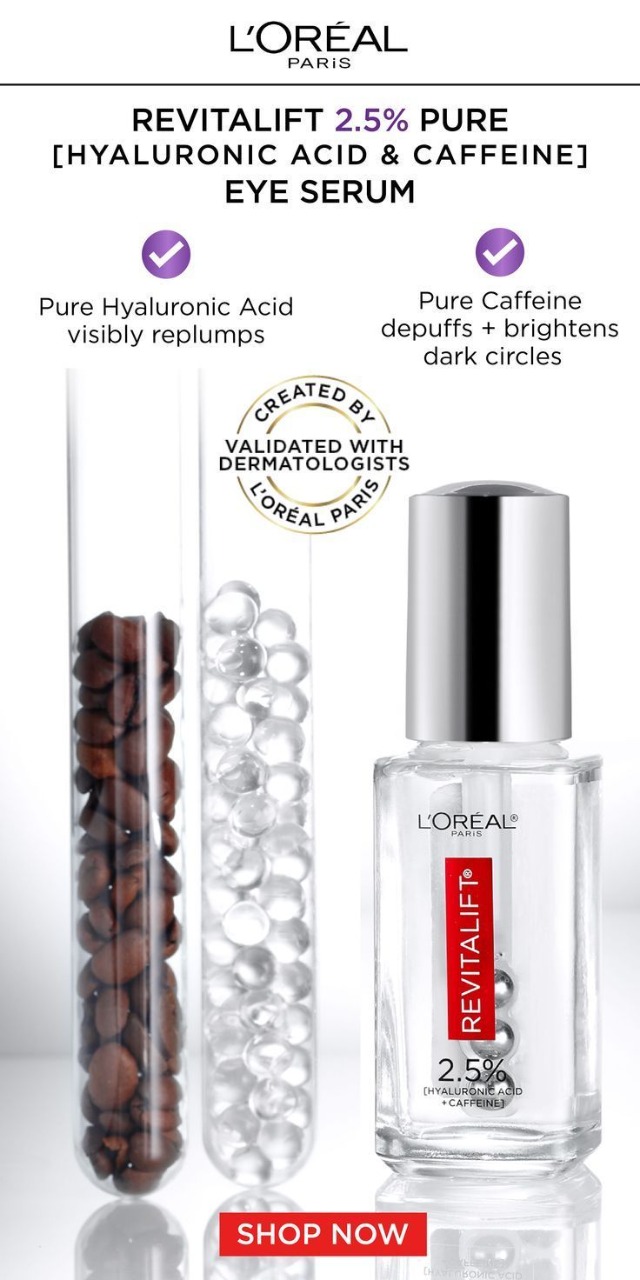 L'ORÉAL
PARiS
REVITALIFT 2.5% PURE
[HYALURONIC ACID & CAFFEINE]
EYE SERUM
Pure Hyaluronic Acid
visibly replumps
Pure Caffeine
depuffs + brightens
dark circles
CREATED BY
VALIDATED WITH
DERMATOLOGISTS
L'ORÉAL PARIS
L'ORÉAL®
PARiS
REVITALIFT®
2.5%
[HYALURONIC ACID
+ CAFFEINE]
SHOP NOW